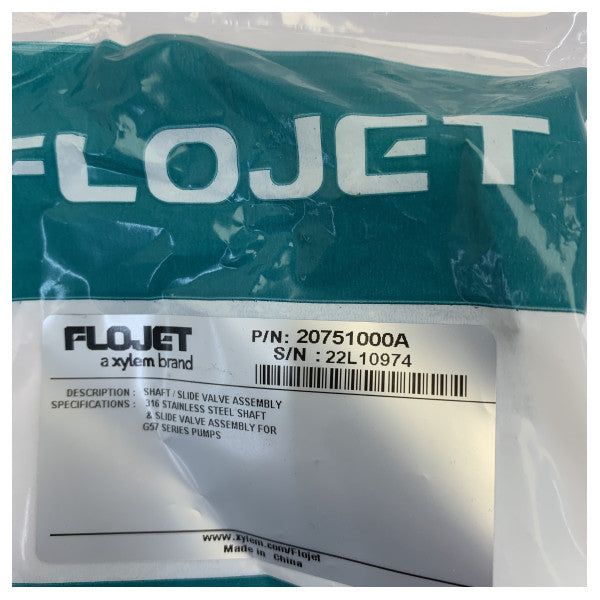 FLOJET
FLOJET
a xylem brand
P/N: 20751000A
S/N : 22L10974
DESCRIPTION : SHAFT / SLIDE VALVE ASSEMBLY
SPECIFICATIONS : 316 STAINLESS STEEL SHAFT
& SLIDE VALVE ASSEMBLY FOR
G57 SERIES PUMPS
www.xylem.com/Flojet
Made in China